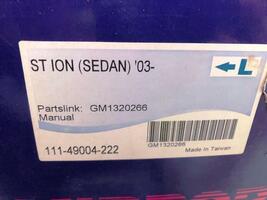 ST ION (SEDAN) '03-
L
Partslink: GM1320266
Manual
GM1320266
111-49004-222
Made in Taiwan